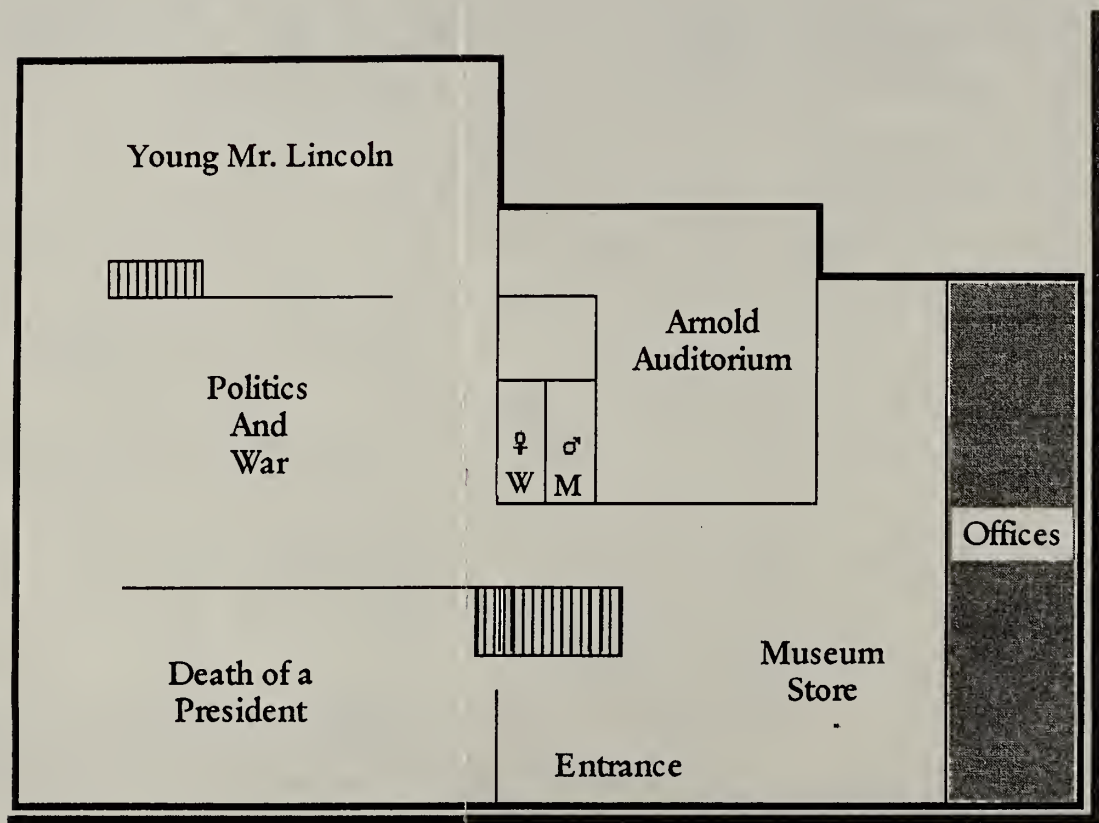 Young Mr. Lincoln
Arnold
Auditorium
Politics
And
War
♀ ♂
W M
Offices
Museum
Store
Death of a
President
Entrance